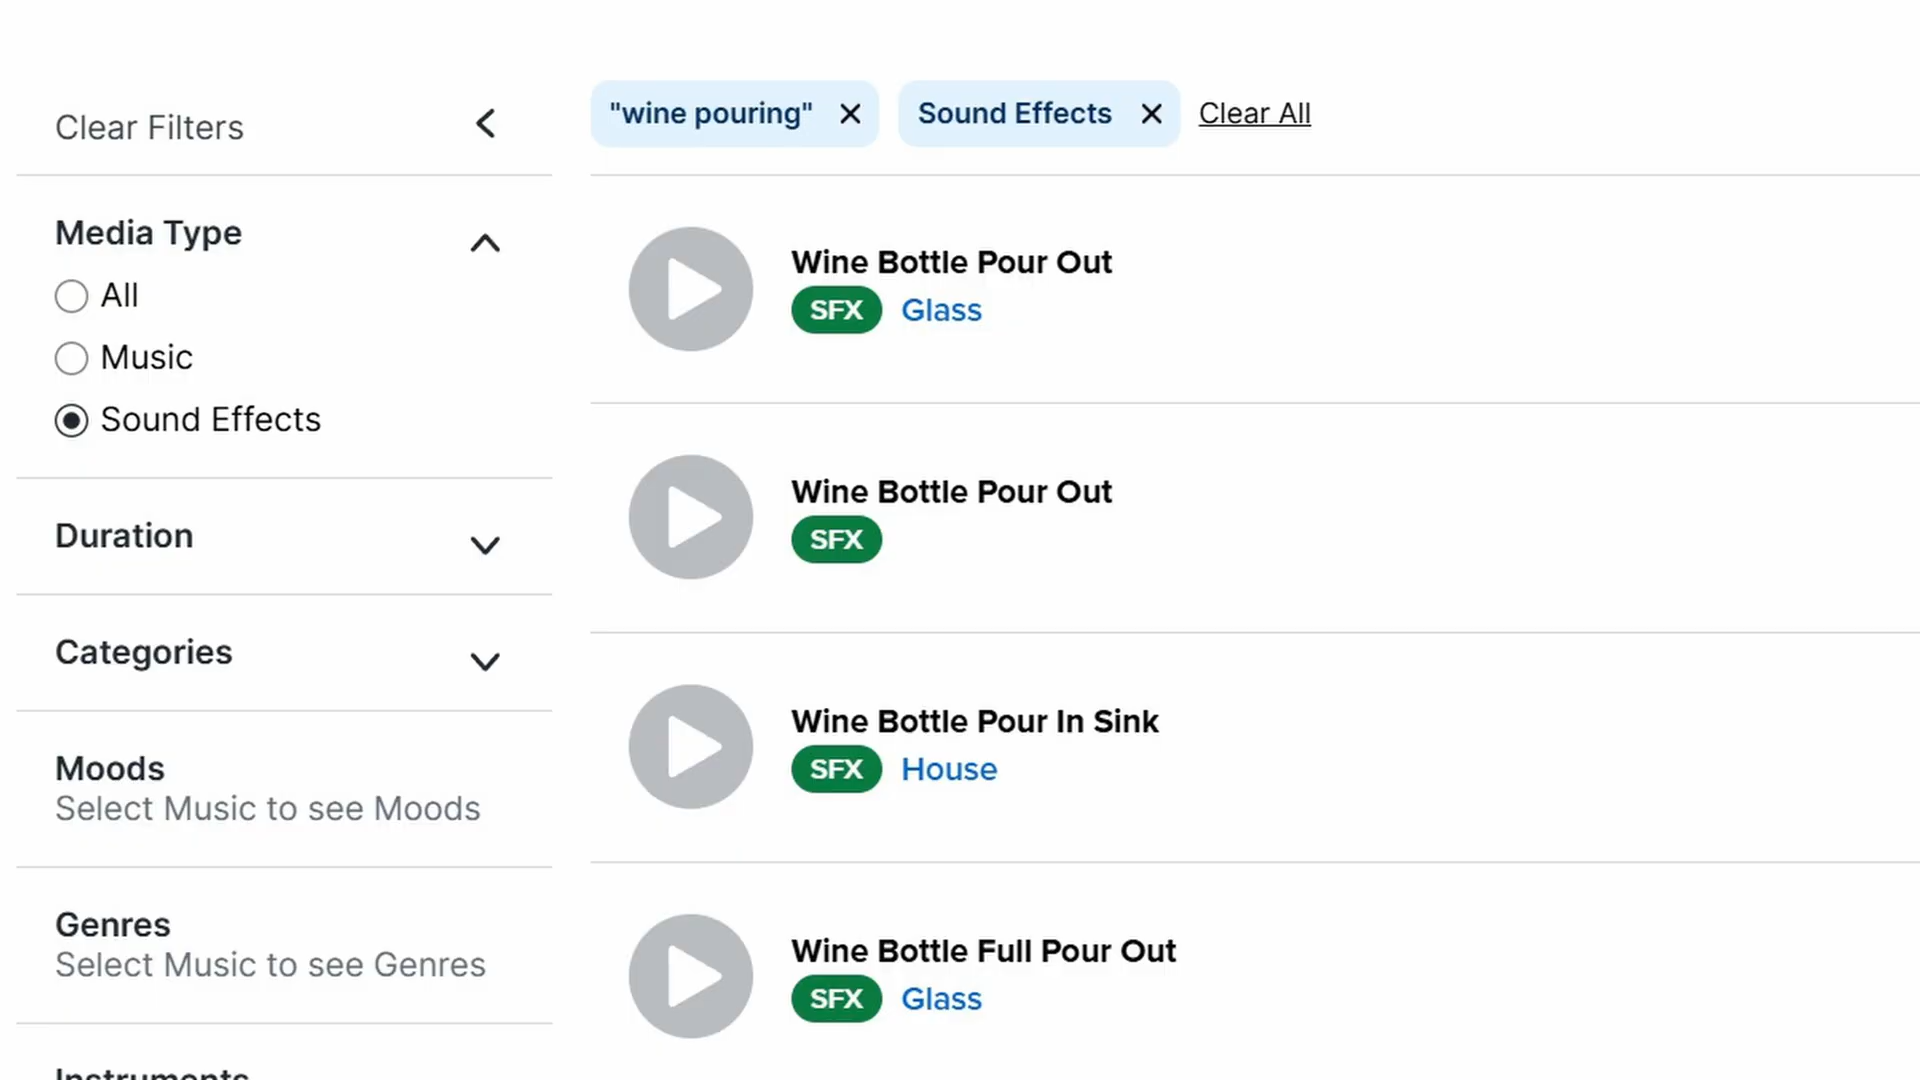 Clear Filters
Media Type
All
Music
Sound Effects
Duration
Categories
Moods
Select Music to see Moods
Genres
Select Music to see Genres
Instruments
"wine pouring"
Sound Effects
Clear All
Wine Bottle Pour Out
SFX Glass
Wine Bottle Pour Out
SFX
Wine Bottle Pour In Sink
SFX House
Wine Bottle Full Pour Out
SFX Glass